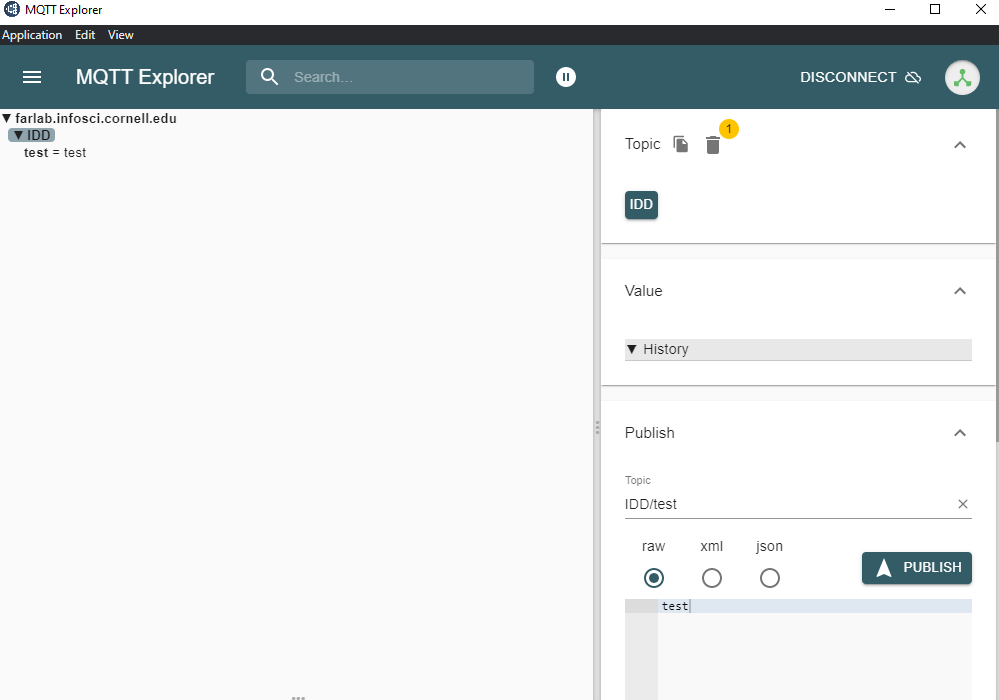 MQTT Explorer
Application Edit View
MQTT Explorer Search... DISCONNECT
▼ farlab.infosci.cornell.edu
▼ IDD
test = test
Topic 1
IDD
Value
▼ History
Publish
Topic
IDD/test
raw xml json
PUBLISH
test